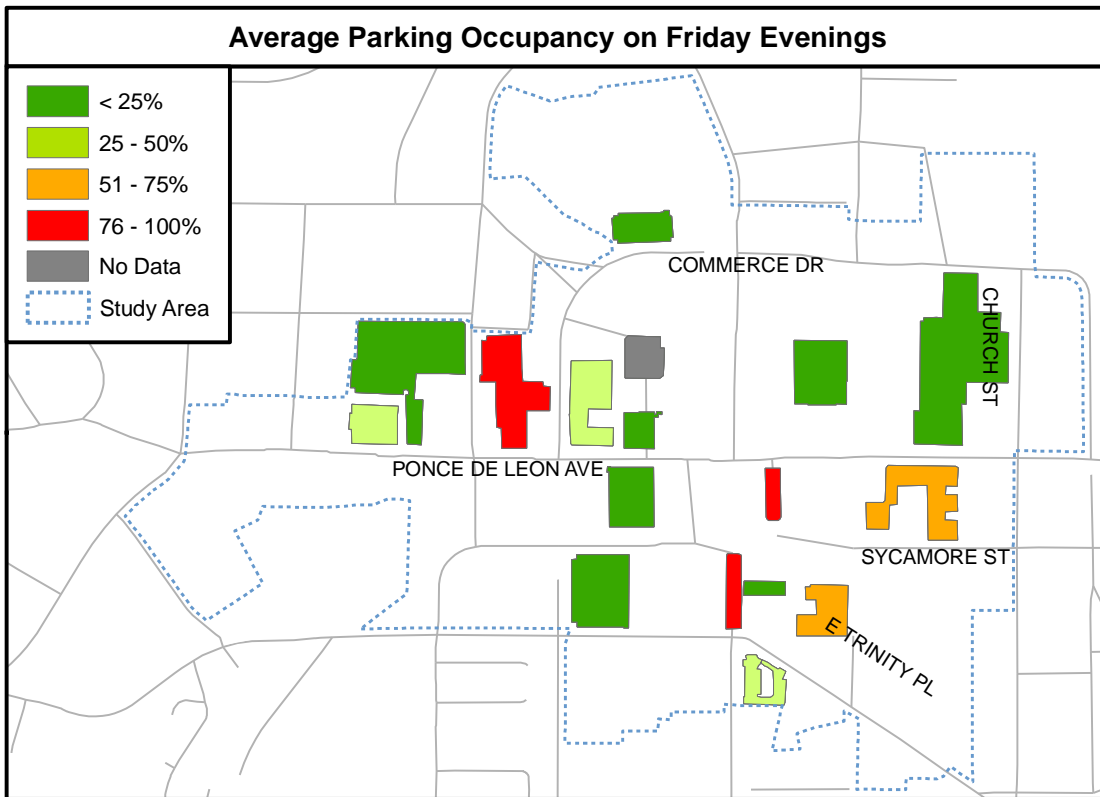 Average Parking Occupancy on Friday Evenings
< 25%
25 - 50%
51 - 75%
76 - 100%
No Data
Study Area
COMMERCE DR
CHURCH ST
PONCE DE LEON AVE
SYCAMORE ST
E TRINITY PL